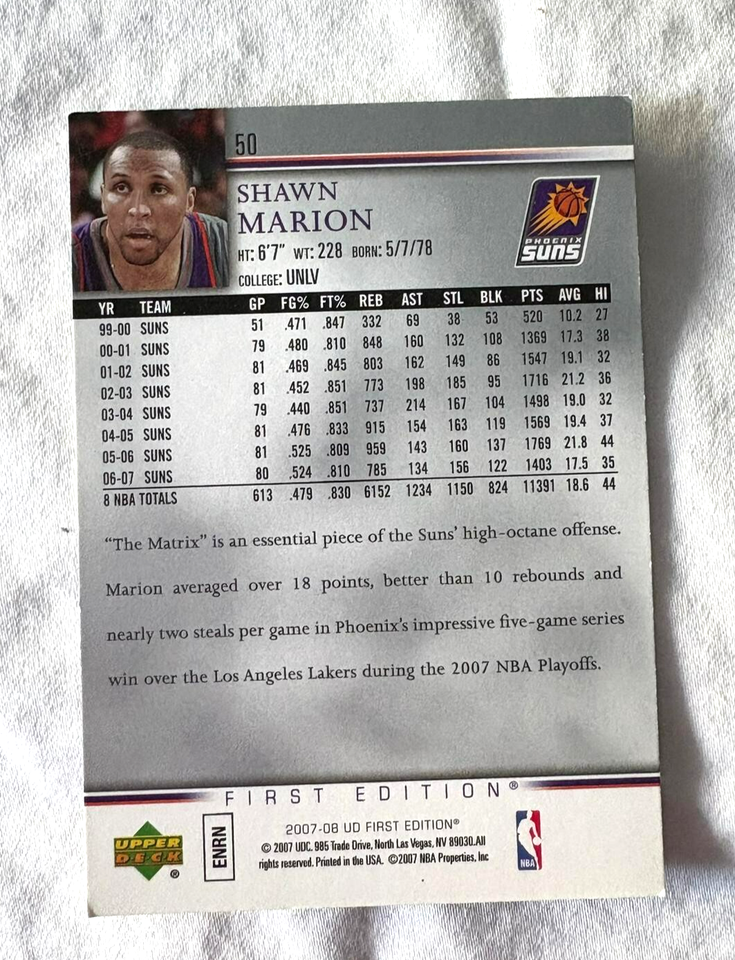 50
SHAWN
MARION
HT: 6'7" WT: 228 BORN: 5/7/78
COLLEGE: UNLV
PHOENIX
SUNS
YR TEAM GP FG% FT% REB AST STL BLK PTS AVG HI
99-00 SUNS 51 .471 .847 332 69 38 53 520 10.2 27
00-01 SUNS 79 .480 .810 848 160 132 108 1369 17.3 38
01-02 SUNS 81 .469 .845 803 162 149 86 1547 19.1 32
02-03 SUNS 81 .452 .851 773 198 185 95 1716 21.2 36
03-04 SUNS 79 .440 .851 737 214 167 104 1498 19.0 32
04-05 SUNS 81 .476 .833 915 154 163 119 1569 19.4 37
05-06 SUNS 81 .525 .809 959 143 160 137 1769 21.8 44
06-07 SUNS 80 .524 .810 785 134 156 122 1403 17.5 35
8 NBA TOTALS 613 .479 .830 6152 1234 1150 824 11391 18.6 44
"The Matrix" is an essential piece of the Suns' high-octane offense.
Marion averaged over 18 points, better than 10 rebounds and
nearly two steals per game in Phoenix's impressive five-game series
win over the Los Angeles Lakers during the 2007 NBA Playoffs.
FIRST EDITION®
UPPER
DECK
®
ENRN
2007-08 UD FIRST EDITION®
© 2007 UDC. 985 Trade Drive, North Las Vegas, NV 89030.All
rights reserved. Printed in the USA. ©2007 NBA Properties, Inc
NBA